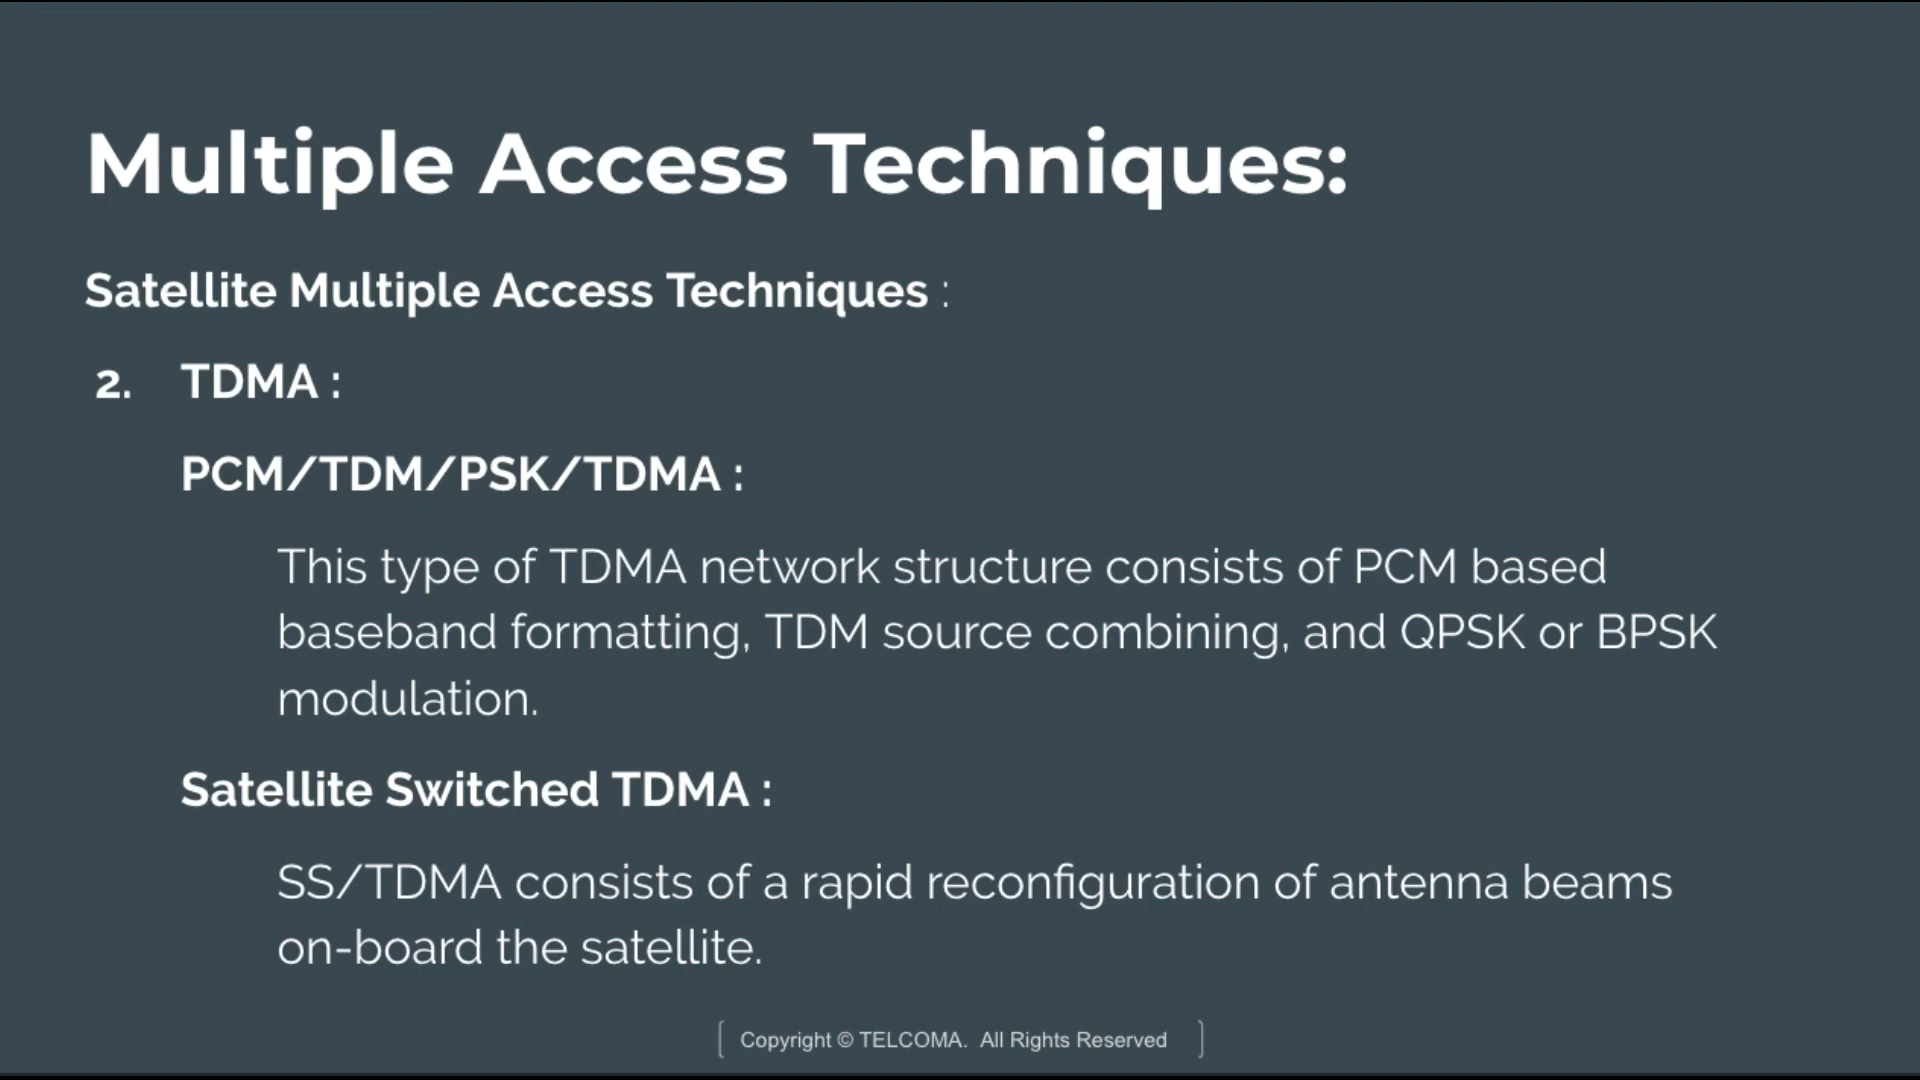 Multiple Access Techniques:
Satellite Multiple Access Techniques :
2. TDMA :
PCM/TDM/PSK/TDMA :
This type of TDMA network structure consists of PCM based
baseband formatting, TDM source combining, and QPSK or BPSK
modulation.
Satellite Switched TDMA :
SS/TDMA consists of a rapid reconfiguration of antenna beams
on-board the satellite.
Copyright © TELCOMA. All Rights Reserved